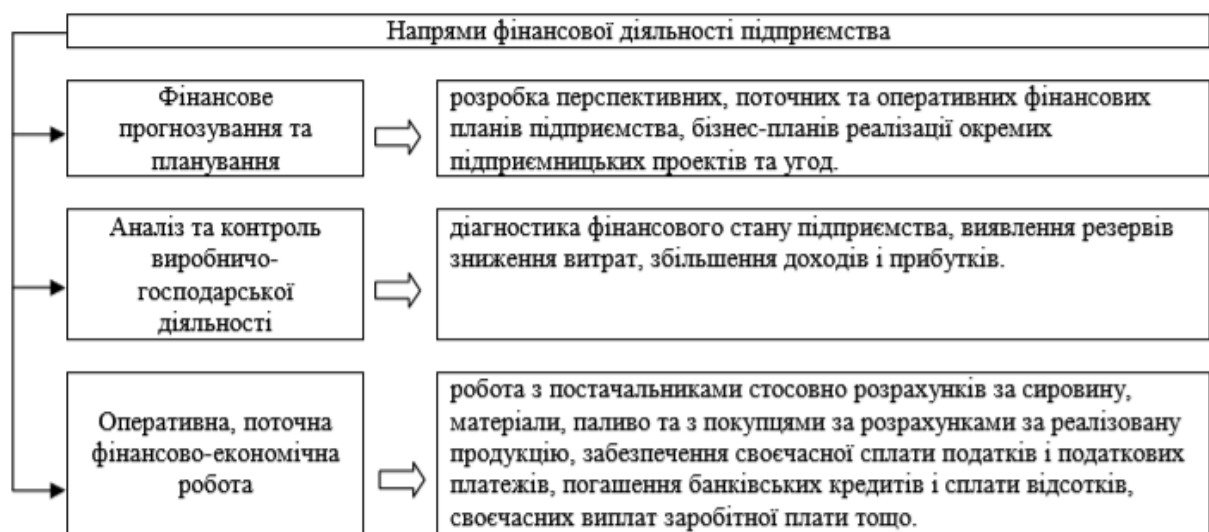 Напрями фінансової діяльності підприємства
Фінансове
прогнозування та
планування
розробка перспективних, поточних та оперативних фінансових
планів підприємства, бізнес-планів реалізації окремих
підприємницьких проектів та угод.
Аналіз та контроль
виробничо-
господарської
діяльності
діагностика фінансового стану підприємства, виявлення резервів
зниження витрат, збільшення доходів і прибутків.
Оперативна, поточна
фінансово-економічна
робота
робота з постачальниками стосовно розрахунків за сировину,
матеріали, паливо та з покупцями за розрахунками за реалізовану
продукцію, забезпечення своєчасної сплати податків і податкових
платежів, погашення банківських кредитів і сплати відсотків,
своєчасних виплат заробітної плати тощо.